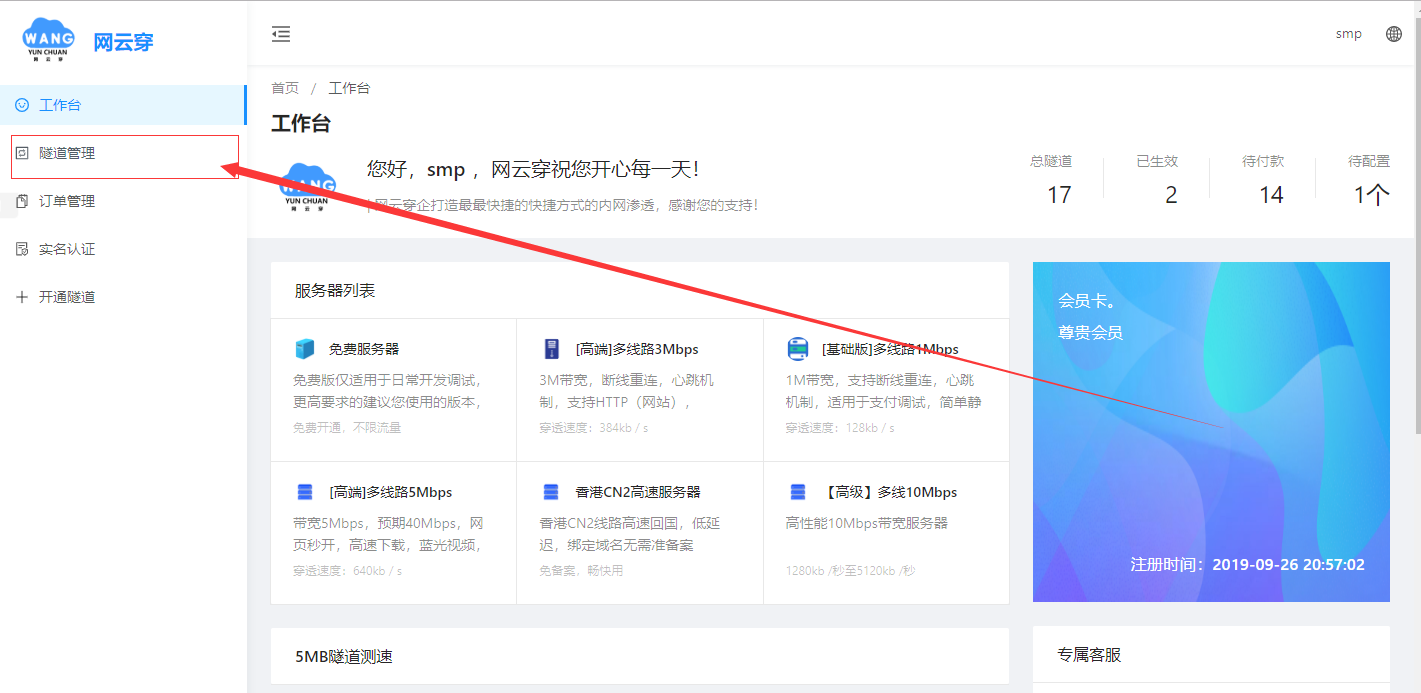 WANG
YUN CHUAN
网 云 穿
网云穿
smp
工作台
隧道管理
订单管理
实名认证
开通隧道
首页 / 工作台
工作台
WANG
YUN CHUAN
网 云 穿
您好，smp ，网云穿祝您开心每一天！
| 网云穿企打造最最快捷的快捷方式的内网渗透，感谢您的支持！
总隧道
17
已生效
2
待付款
14
待配置
1个
服务器列表
免费服务器
免费版仅适用于日常开发调试，
更高要求的建议您使用的版本，
免费开通，不限流量
[高端]多线路3Mbps
3M带宽，断线重连，心跳机
制，支持HTTP（网站），
穿透速度：384kb / s
[基础版]多线路1Mbps
1M带宽，支持断线重连，心跳
机制，适用于支付调试，简单静
穿透速度：128kb / s
[高端]多线路5Mbps
带宽5Mbps，预期40Mbps，网
页秒开，高速下载，蓝光视频，
穿透速度：640kb / s
香港CN2高速服务器
香港CN2线路高速回国，低延
迟，绑定域名无需准备案
免备案，畅快用
【高级】多线10Mbps
高性能10Mbps带宽服务器
1280kb /秒至5120kb /秒
会员卡。
尊贵会员
注册时间：2019-09-26 20:57:02
5MB隧道测速
专属客服